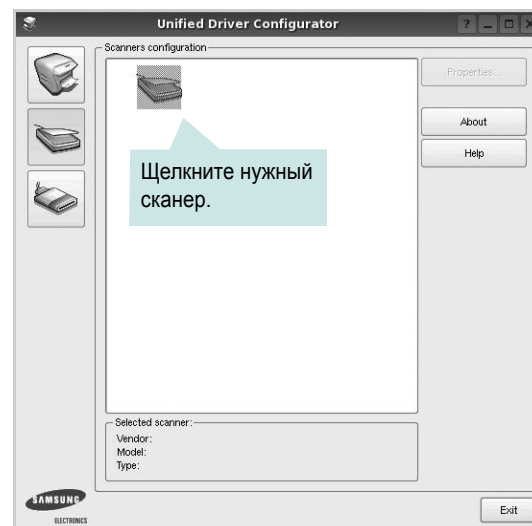 Unified Driver Configurator
Scanners configuration
Properties...
About
Help
Щелкните нужный
сканер.
Selected scanner:
Vendor:
Model:
Type:
SAMSUNG
ELECTRONICS
Exit